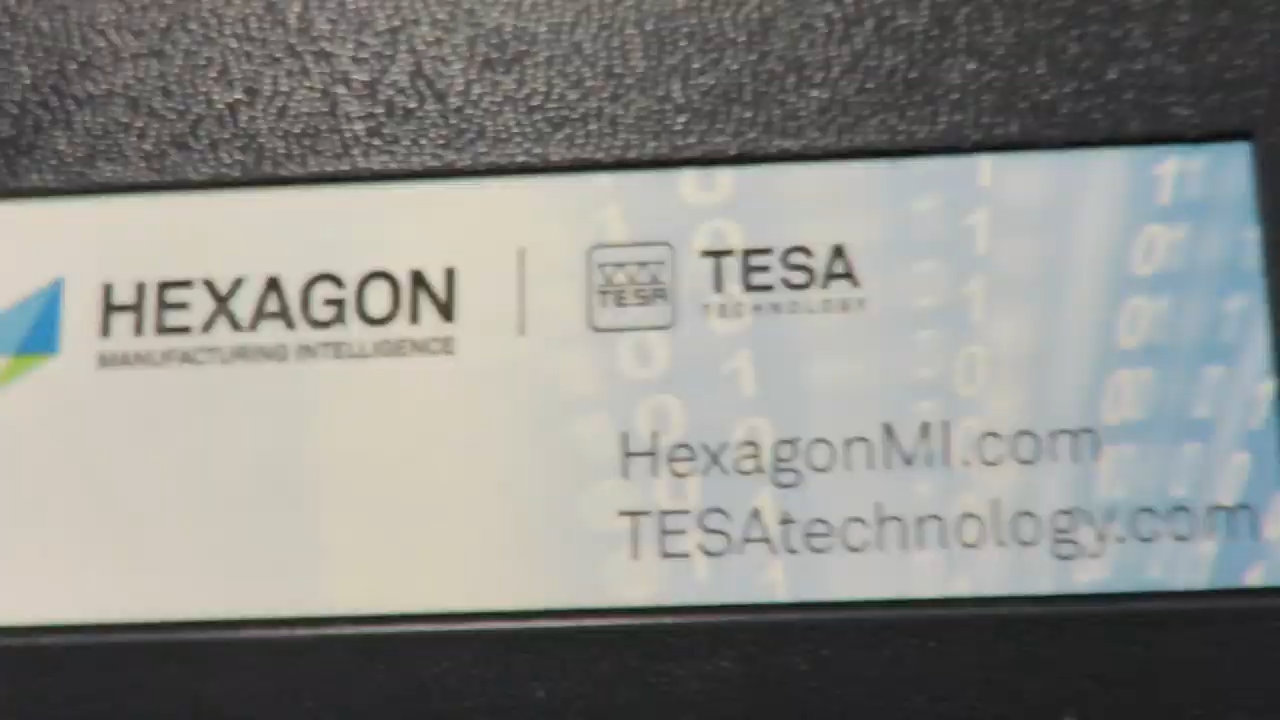 HEXAGON
MANUFACTURING INTELLIGENCE
TESA
TESA
TECHNOLOGY
HexagonMI.com
TESAtechnology.com